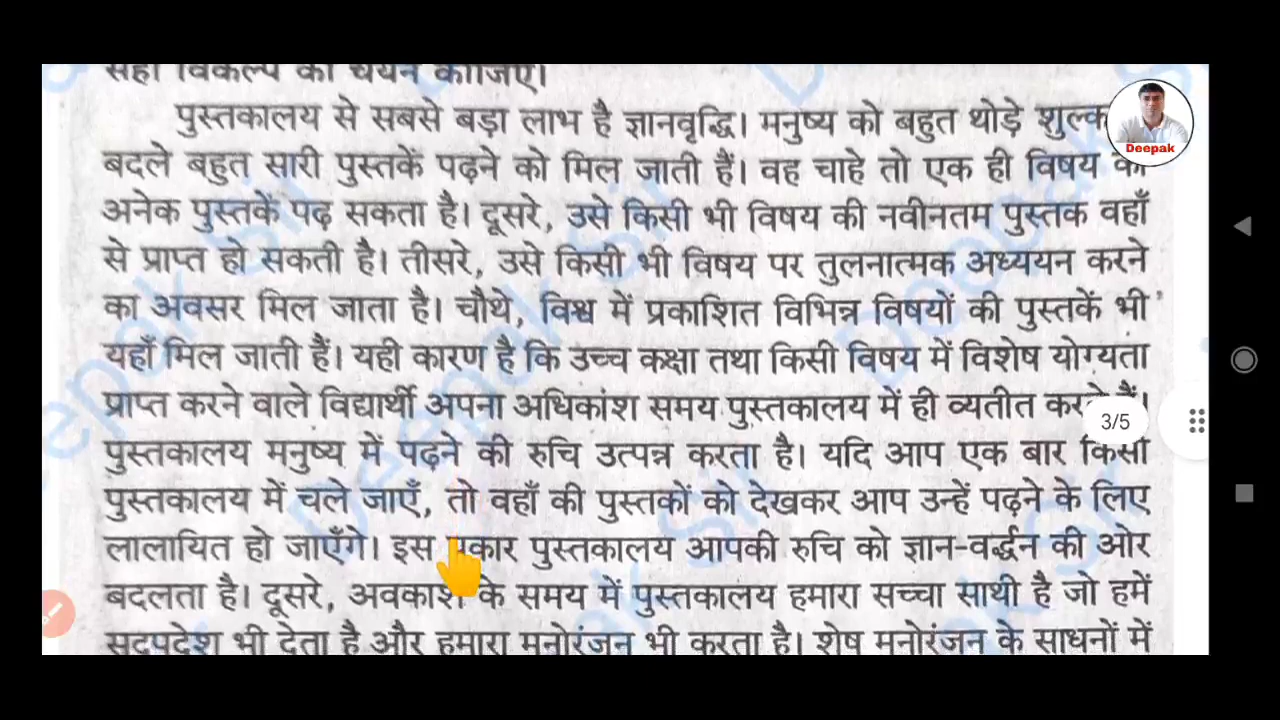 सही विकल्प का चयन कीजिए।
पुस्तकालय से सबसे बड़ा लाभ है ज्ञानवृद्धि। मनुष्य को बहुत थोड़े शुल्क
Deepak
बदले बहुत सारी पुस्तकें पढ़ने को मिल जाती हैं। वह चाहे तो एक ही विषय की
अनेक पुस्तकें पढ़ सकता है। दूसरे, उसे किसी भी विषय की नवीनतम पुस्तक वहाँ
से प्राप्त हो सकती है। तीसरे, उसे किसी भी विषय पर तुलनात्मक अध्ययन करने
का अवसर मिल जाता है। चौथे, विश्व में प्रकाशित विभिन्न विषयों की पुस्तकें भी
यहाँ मिल जाती हैं। यही कारण है कि उच्च कक्षा तथा किसी विषय में विशेष योग्यता
प्राप्त करने वाले विद्यार्थी अपना अधिकांश समय पुस्तकालय में ही व्यतीत करते हैं।
3/5
पुस्तकालय मनुष्य में पढ़ने की रुचि उत्पन्न करता है। यदि आप एक बार किसी
पुस्तकालय में चले जाएँ, तो वहाँ की पुस्तकों को देखकर आप उन्हें पढ़ने के लिए
लालायित हो जाएँगे। इस प्रकार पुस्तकालय आपकी रुचि को ज्ञान-वर्द्धन की ओर
बदलता है। दूसरे, अवकाश के समय में पुस्तकालय हमारा सच्चा साथी है जो हमें
सदुपदेश भी देता है और हमारा मनोरंजन भी करता है। शेष मनोरंजन के साधनों में